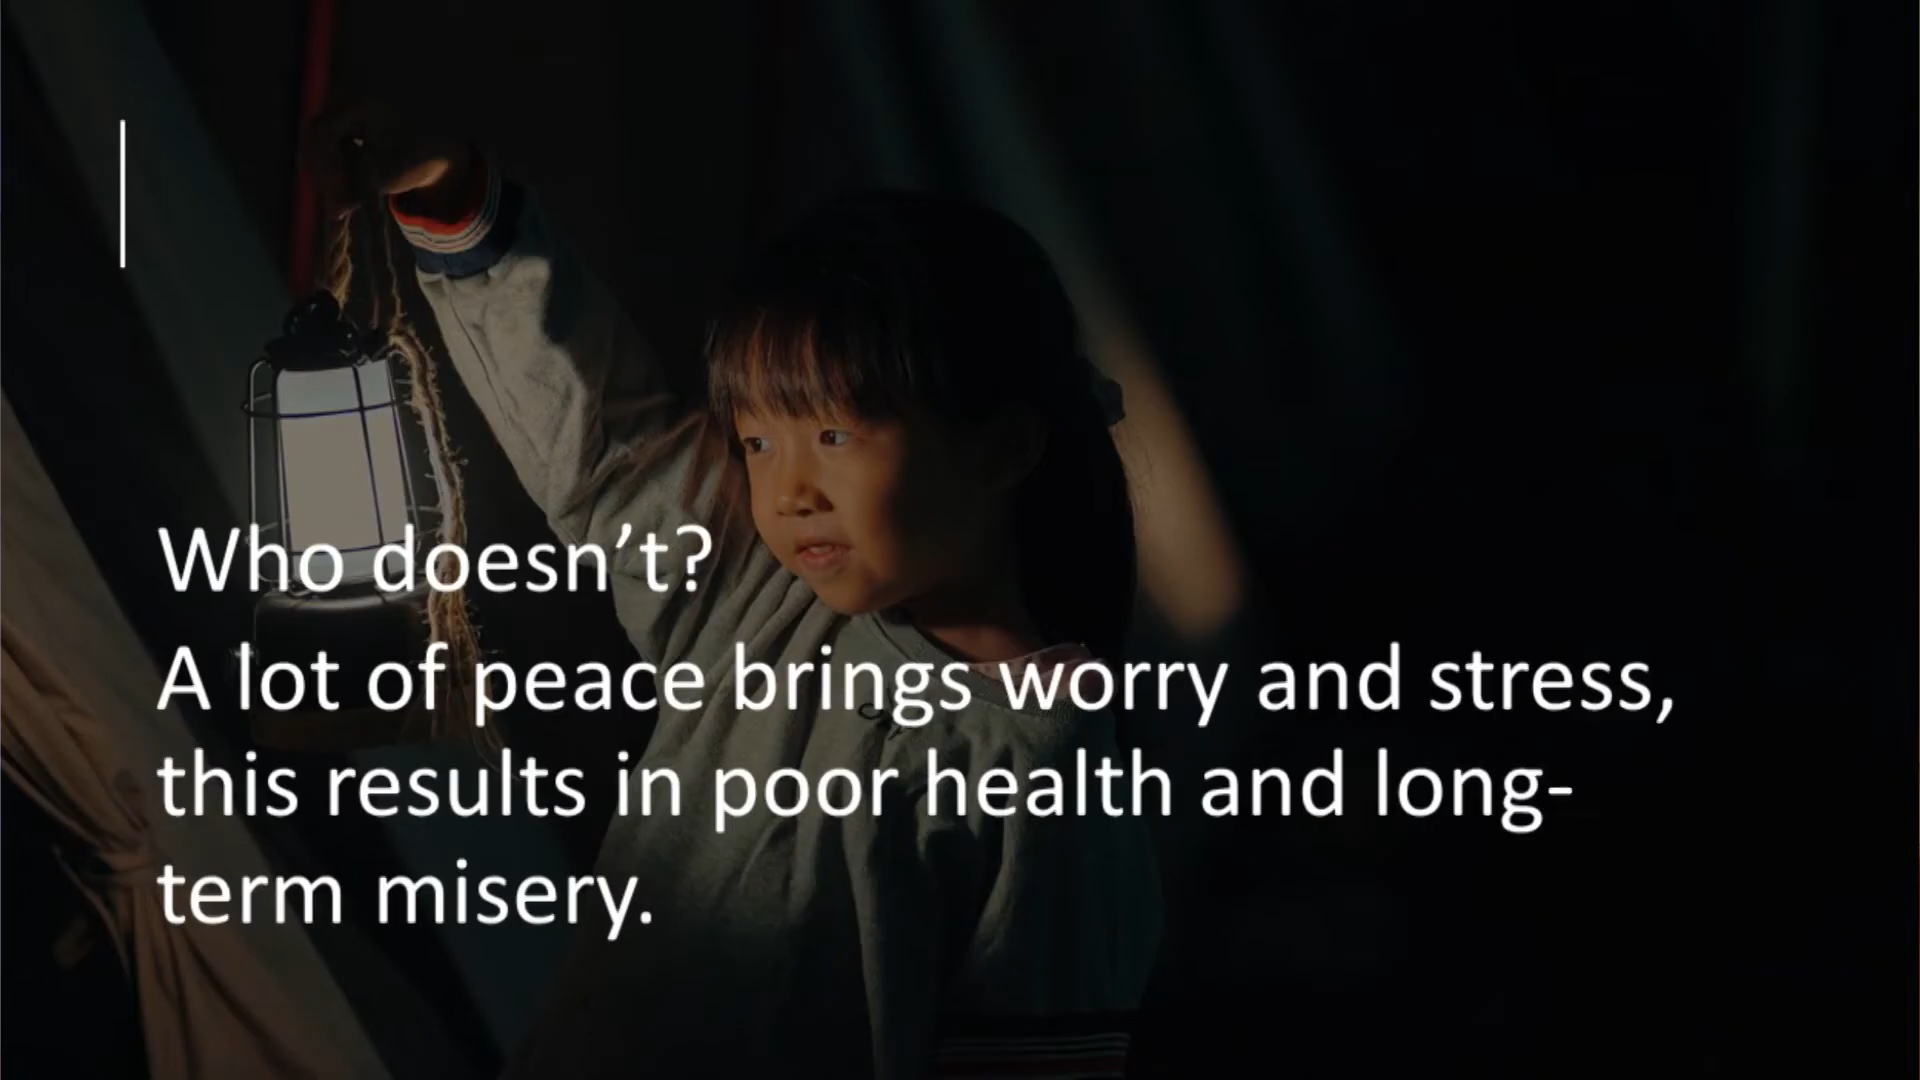 Who doesn’t?
A lot of peace brings worry and stress,
this results in poor health and long-
term misery.